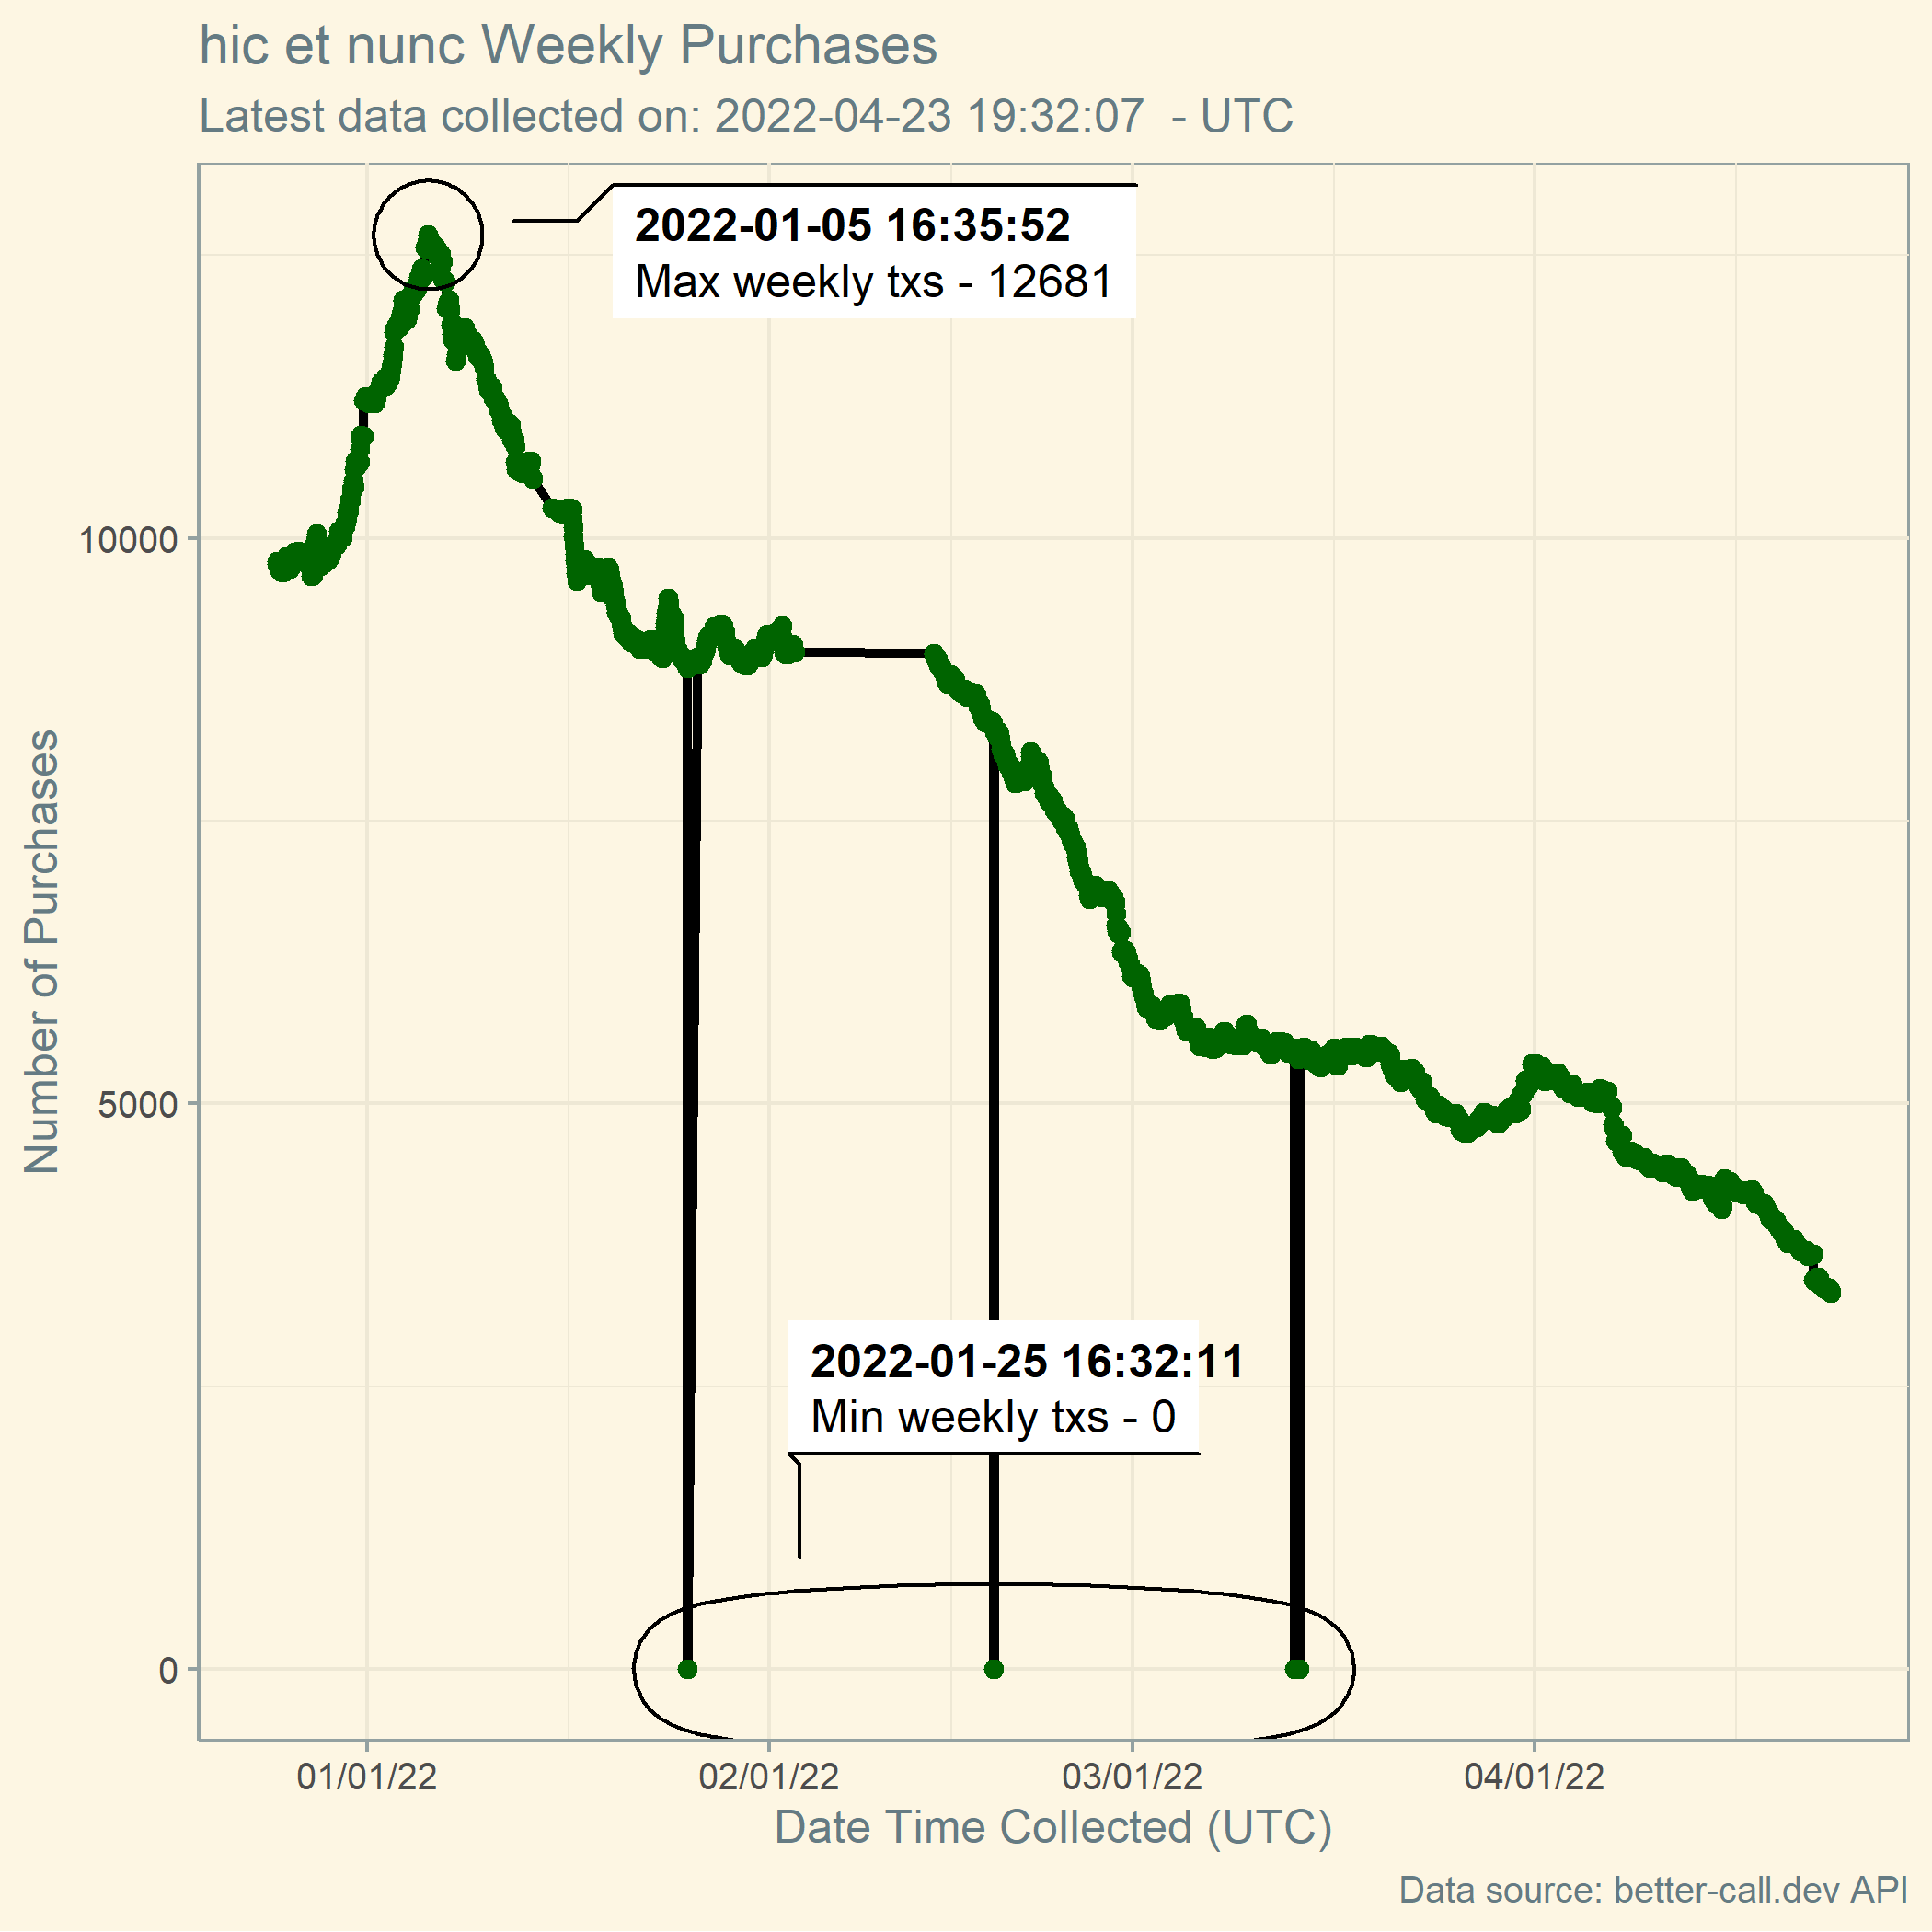 hic et nunc Weekly Purchases
Latest data collected on: 2022-04-23 19:32:07  - UTC
2022-01-05 16:35:52
Max weekly txs - 12681
Number of Purchases
10000
5000
0
2022-01-25 16:32:11
Min weekly txs - 0
01/01/22
02/01/22
03/01/22
04/01/22
Date Time Collected (UTC)
Data source: better-call.dev API